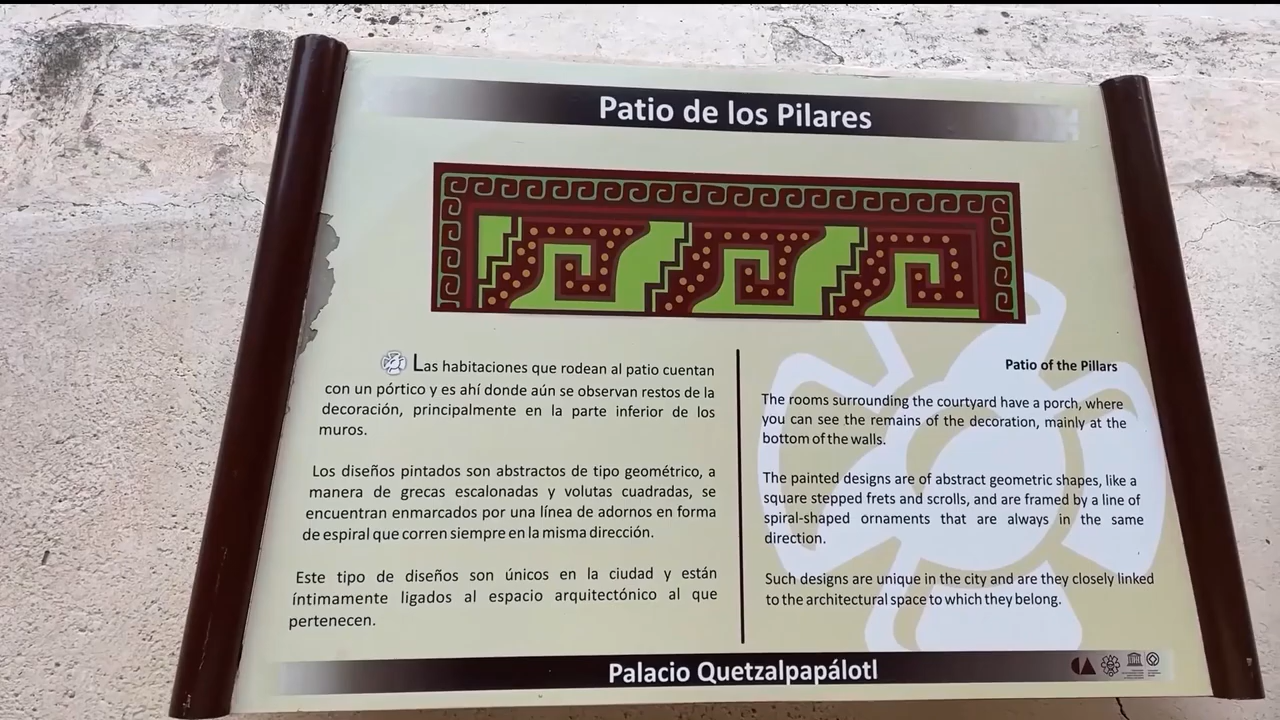 Patio de los Pilares
Las habitaciones que rodean al patio cuentan
con un pórtico y es ahí donde aún se observan restos de la
decoración, principalmente en la parte inferior de los
muros.
Los diseños pintados son abstractos de tipo geométrico, a
manera de grecas escalonadas y volutas cuadradas, se
encuentran enmarcados por una línea de adornos en forma
de espiral que corren siempre en la misma dirección.
Este tipo de diseños son únicos en la ciudad y están
íntimamente ligados al espacio arquitectónico al que
pertenecen.
Patio of the Pillars
The rooms surrounding the courtyard have a porch, where
you can see the remains of the decoration, mainly at the
bottom of the walls.
The painted designs are of abstract geometric shapes, like a
square stepped frets and scrolls, and are framed by a line of
spiral-shaped ornaments that are always in the same
direction.
Such designs are unique in the city and are they closely linked
to the architectural space to which they belong.
Palacio Quetzalpapálotl